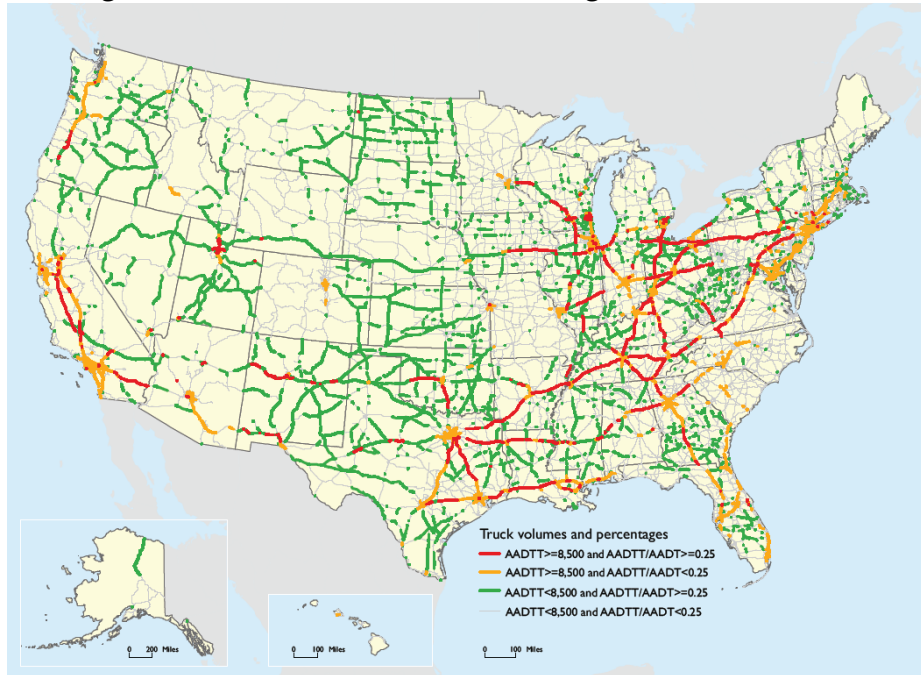 Truck volumes and percentages
AADTT>=8,500 and AADTT/AADT>=0.25
AADTT>=8,500 and AADTT/AADT<0.25
AADTT<8,500 and AADTT/AADT>=0.25
AADTT<8,500 and AADTT/AADT<0.25
0 200 Miles
0 100 Miles
0 100 Miles